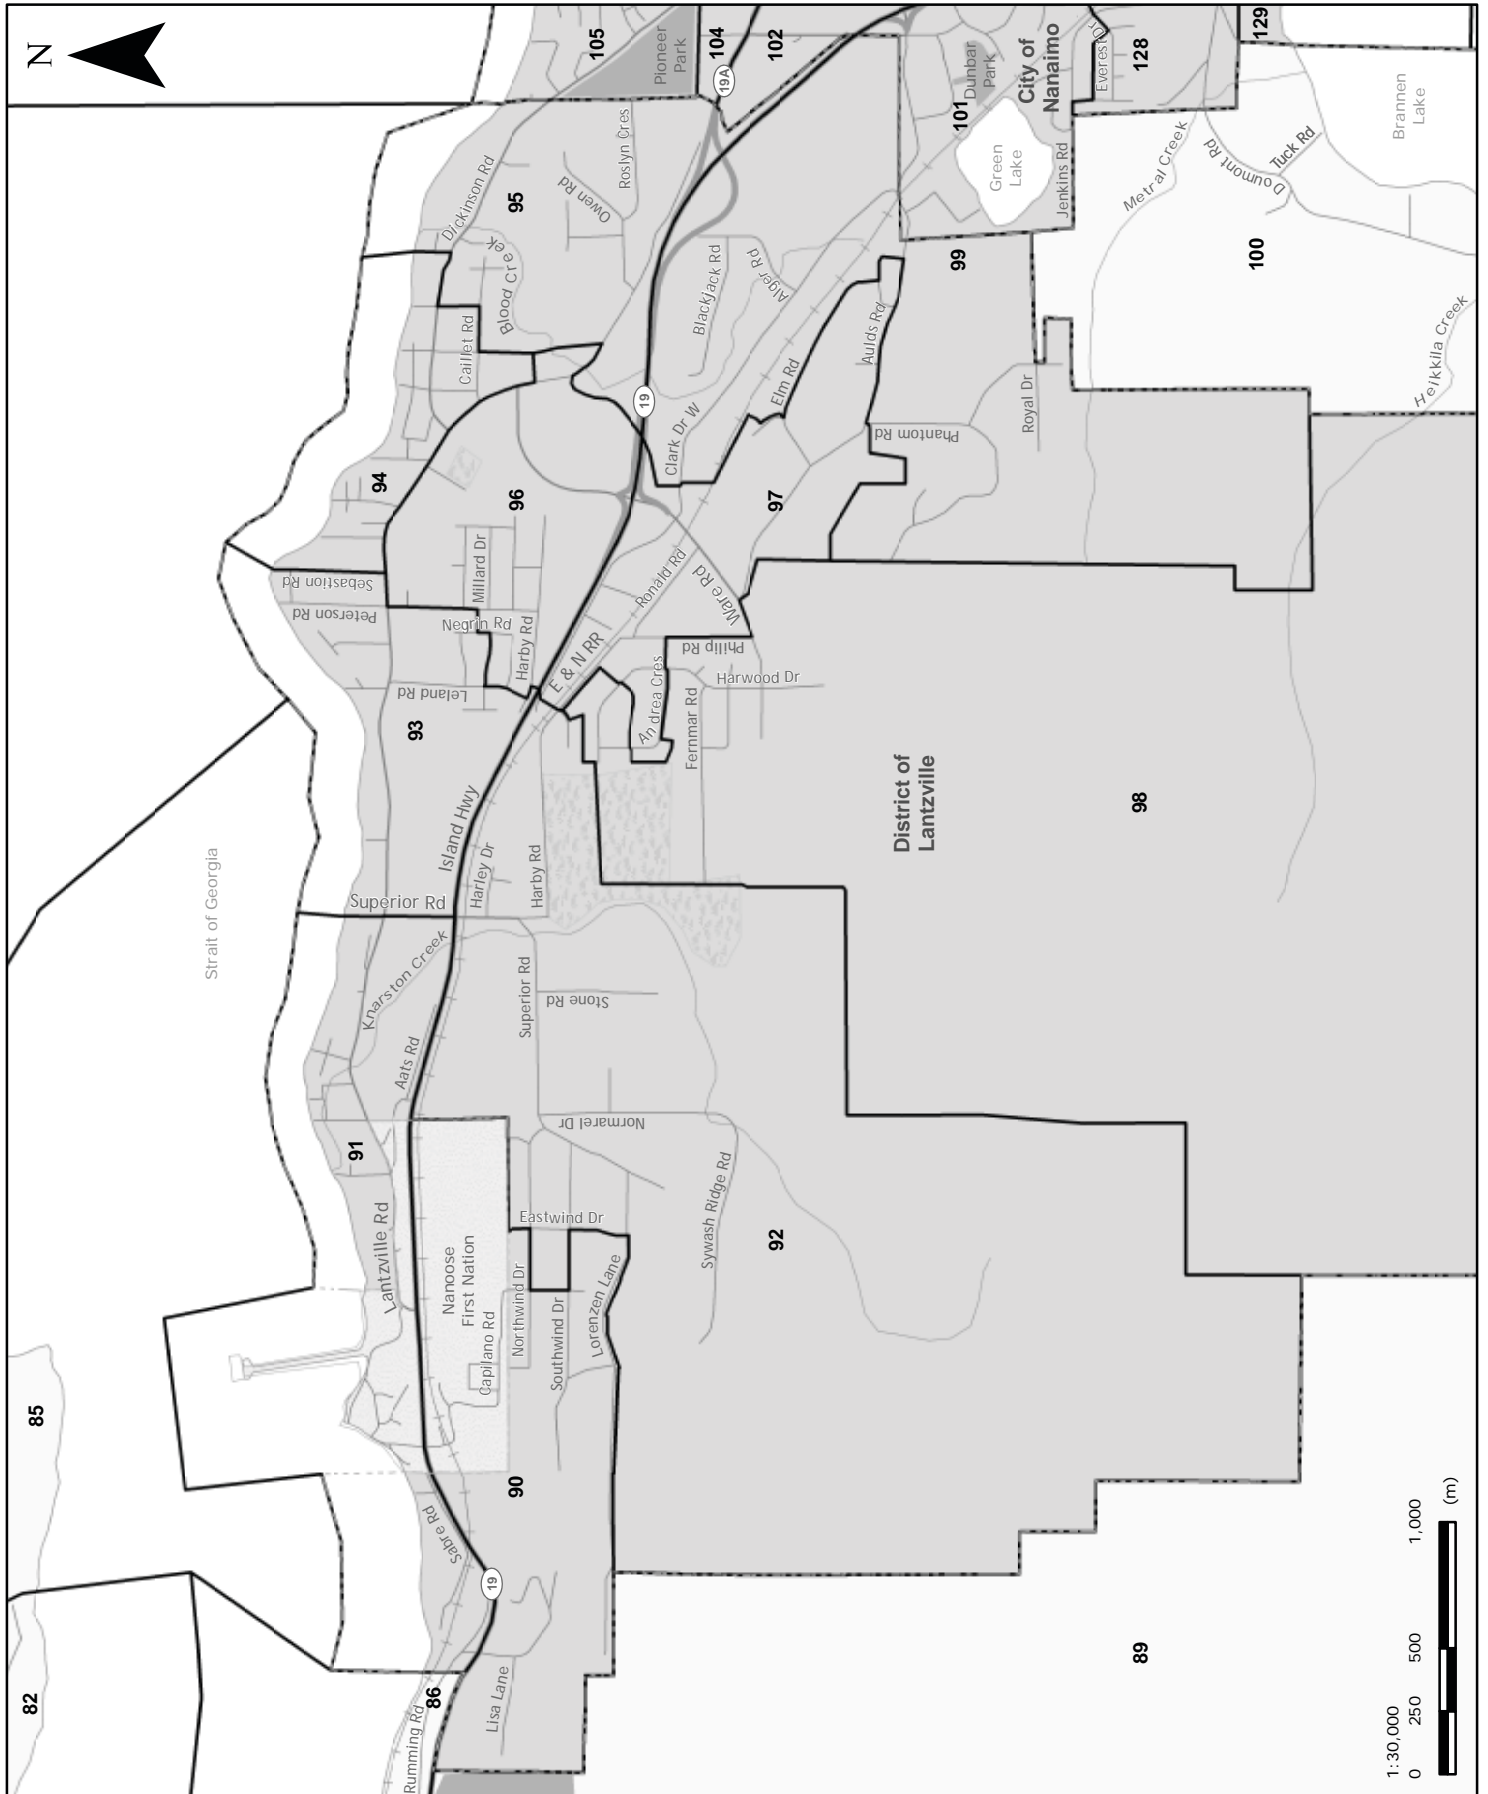 N
105
Pioneer
Park
104
19A
102
Dunbar
Park
City of
Nanaimo
101
Green
Lake
Jenkins Rd
Everest Dr
128
129
Brannen
Lake
Metral Creek
Doumont Rd
Tuck Rd
100
99
Heikkila Creek
Dickinson Rd
95
Owen Rd
Roslyn Cres
Blood Creek
Caillet Rd
Blackjack Rd
Alger Rd
Aulds Rd
Elm Rd
19
Clark Dr W
Royal Dr
Phantom Rd
94
96
97
Sebastion Rd
Peterson Rd
Millard Dr
Negrin Rd
Harby Rd
Ronald Rd
Ware Rd
E & N RR
Philip Rd
Leland Rd
Andrea Cres
Fernmar Rd
Harwood Dr
93
Island Hwy
Harley Dr
Harby Rd
District of
Lantzville
98
Strait of Georgia
Superior Rd
Knarston Creek
Superior Rd
Stone Rd
Aats Rd
91
Normarel Dr
Lantzville Rd
Nanoose
First Nation
Capilano Rd
Eastwind Dr
Northwind Dr
Southwind Dr
Lorenzen Lane
Sywash Ridge Rd
92
85
90
Sabre Rd
19
82
86
Rumming Rd
Lisa Lane
89
1:30,000
0
250
500
1,000
(m)